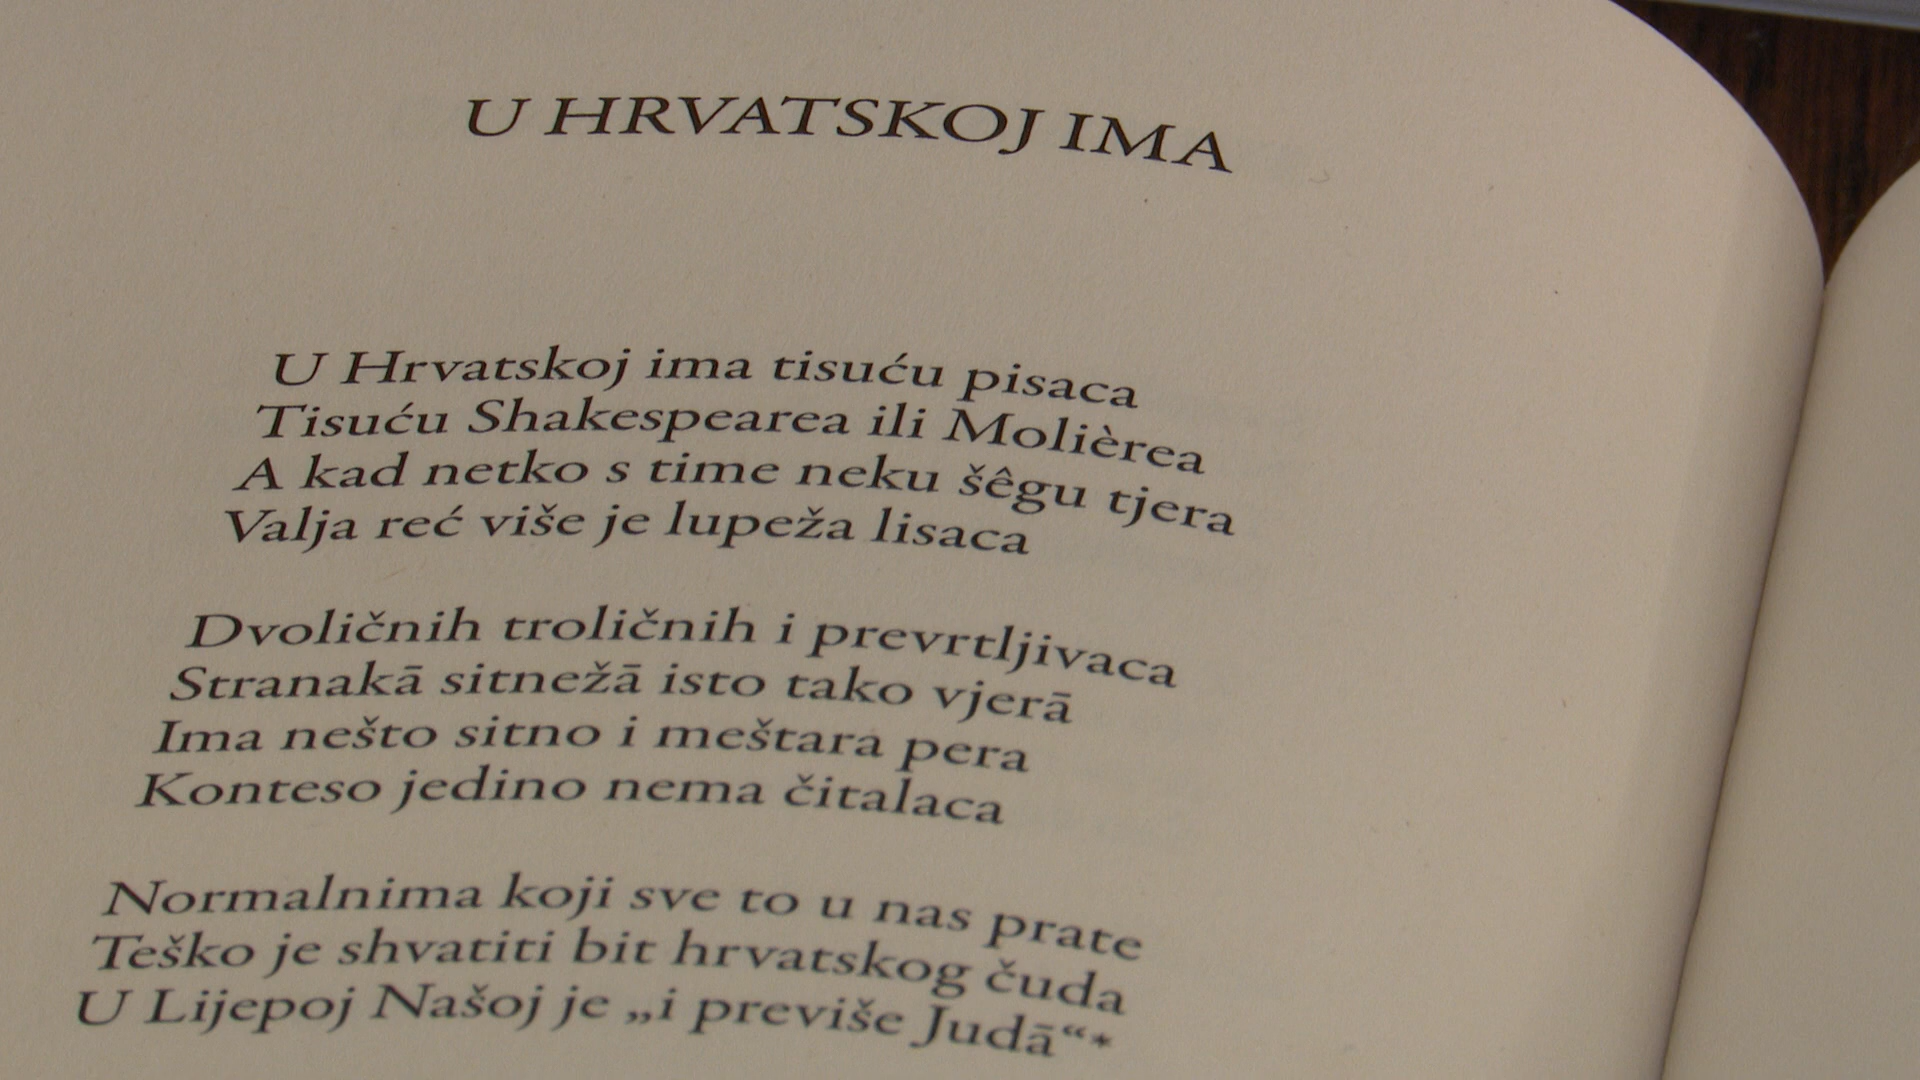 U HRVATSKOJ IMA
U Hrvatskoj ima tisuću pisaca
Tisuću Shakespearea ili Molièrea
A kad netko s time neku šêgu tjera
Valja reć više je lupeža lisaca
Dvoličnih troličnih i prevrtljivaca
Stranakā sitnežā isto tako vjerā
Ima nešto sitno i meštara pera
Konteso jedino nema čitalaca
Normalnima koji sve to u nas prate
Teško je shvatiti bit hrvatskog čuda
U Lijepoj Našoj je „i previše Judā“*